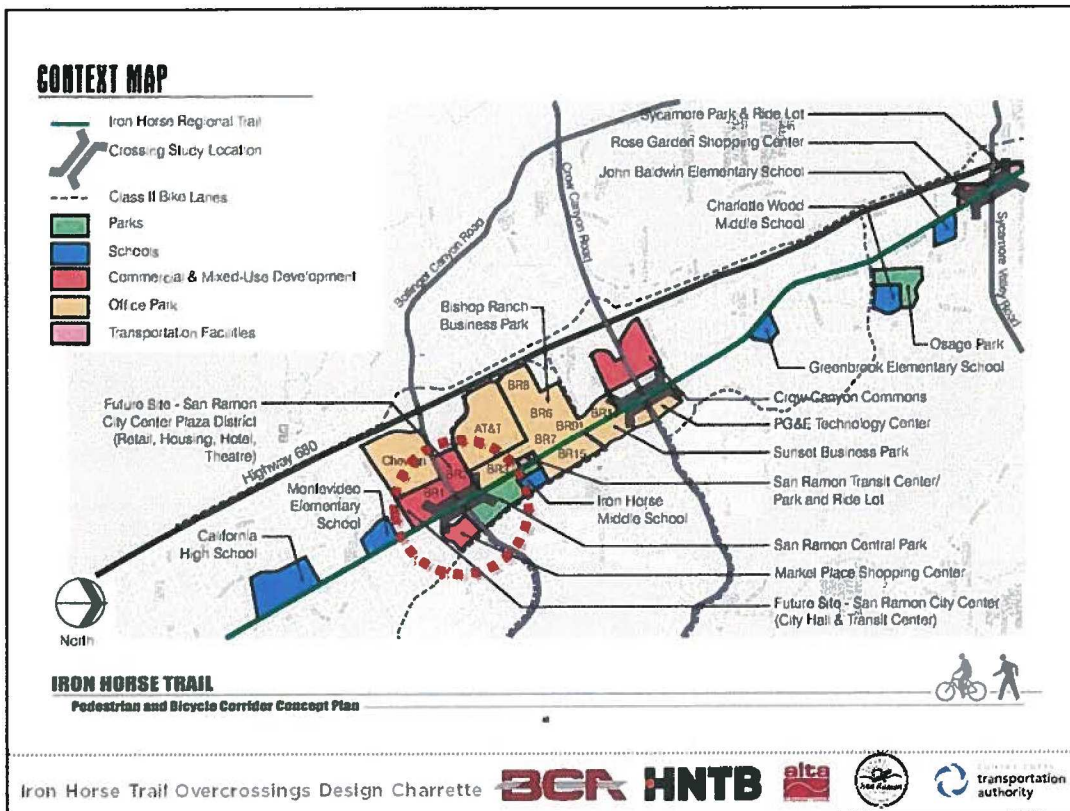 CONTEXT MAP
Iron Horse Regional Trail
Crossing Study Location
Class II Bike Lanes
Parks
Schools
Commercial & Mixed-Use Development
Office Park
Transportation Facilities
Sycamore Park & Ride Lot
Rose Garden Shopping Center
John Baldwin Elementary School
Charlotte Wood
Middle School
Bollinger Canyon Road
Crow Canyon Road
Sycamore Valley Road
Bishop Ranch
Business Park
Osage Park
Greenbrook Elementary School
Future Site - San Ramon
City Center Plaza District
(Retail, Housing, Hotel,
Theatre)
Highway 680
BR8
BR6
AT&T
BR7
BR15
Chevron
BR1
Crow Canyon Commons
PG&E Technology Center
Sunset Business Park
San Ramon Transit Center/
Park and Ride Lot
Montevideo
Elementary
School
Iron Horse
Middle School
California
High School
San Ramon Central Park
Market Place Shopping Center
Future Site - San Ramon City Center
(City Hall & Transit Center)
North
IRON HORSE TRAIL
Pedestrian and Bicycle Corridor Concept Plan
Iron Horse Trail Overcrossings Design Charrette
BCA
HNTB
alta
San Ramon
transportation
authority